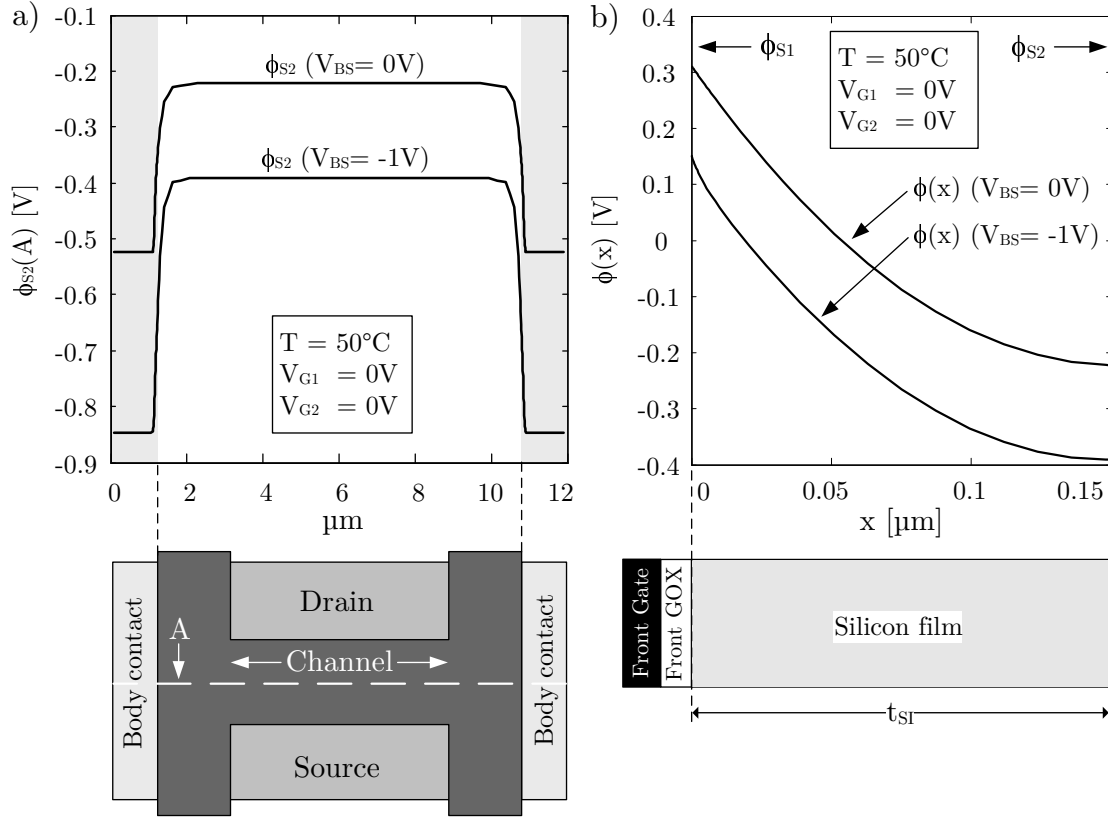 a)
-0.1
-0.2
-0.3
-0.4
-0.5
-0.6
-0.7
-0.8
-0.9
ϕS2(A) [V]
ϕS2 (VBS= 0V)
ϕS2 (VBS= -1V)
T = 50°C
VG1 = 0V
VG2 = 0V
0 2 4 6 8 10 12
µm
Body contact
Drain
A
Channel
Source
Body contact
b)
0.4
0.3
0.2
0.1
0
-0.1
-0.2
-0.3
-0.4
ϕ(x) [V]
ϕS1
ϕS2
T = 50°C
VG1 = 0V
VG2 = 0V
ϕ(x) (VBS= 0V)
ϕ(x) (VBS= -1V)
0 0.05 0.1 0.15
x [µm]
Front Gate
Front GOX
Silicon film
tSI